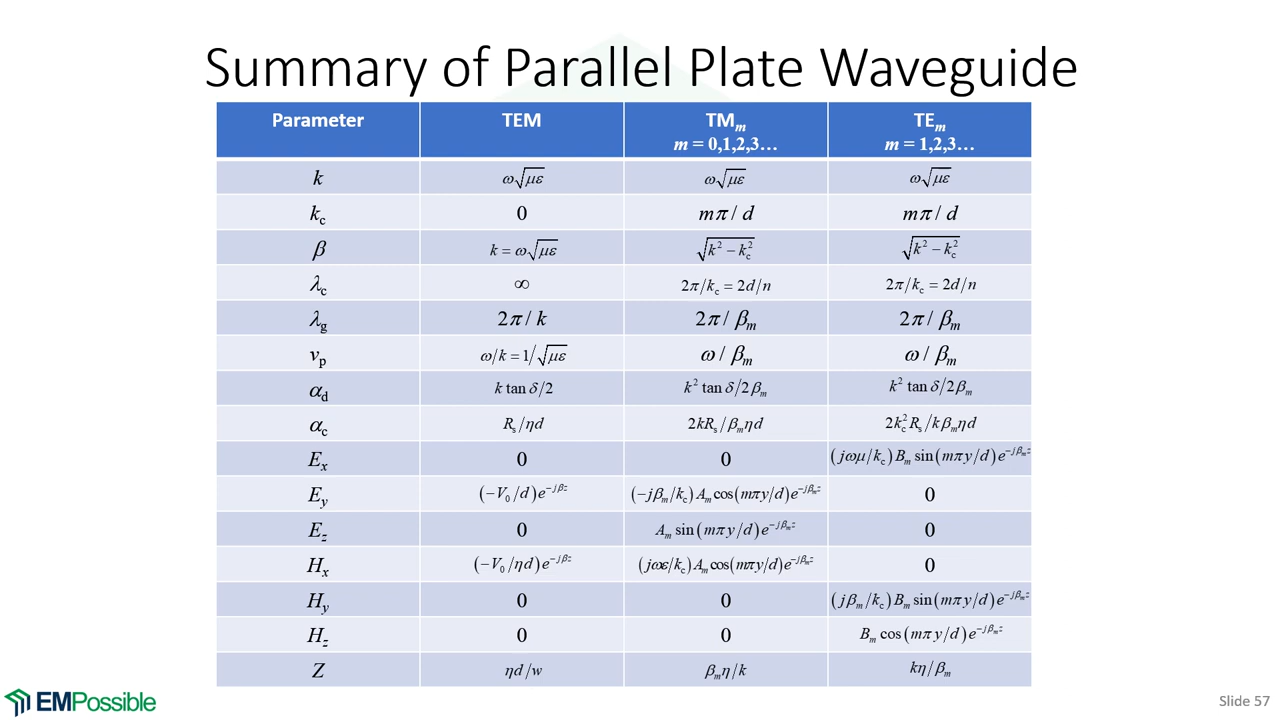 Summary of Parallel Plate Waveguide
Parameter TEM TMm TEm
m = 0,1,2,3... m = 1,2,3...
k ω√με ω√με ω√με
kc 0 mπ / d mπ / d
β k = ω√με √(k² − kc²) √(k² − kc²)
λc ∞ 2π/kc = 2d/n 2π/kc = 2d/n
λg 2π / k 2π / βm 2π / βm
vp ω/k = 1/√με ω / βm ω / βm
αd k tan δ/2 k² tan δ/2βm k² tan δ/2βm
αc Rs/ηd 2kRs/βmηd 2kc²Rs/kβmηd
Ex 0 0 (jωμ/kc) Bm sin(mπy/d) e^−jβmz
Ey (−V0/d) e^−jβz (−jβm/kc) Am cos(mπy/d) e^−jβmz 0
Ez 0 Am sin(mπy/d) e^−jβmz 0
Hx (−V0/ηd) e^−jβz (jωε/kc) Am cos(mπy/d) e^−jβmz 0
Hy 0 0 (jβm/kc) Bm sin(mπy/d) e^−jβmz
Hz 0 0 Bm cos(mπy/d) e^−jβmz
Z ηd/w βmη/k kη/βm
EMPossible
Slide 57